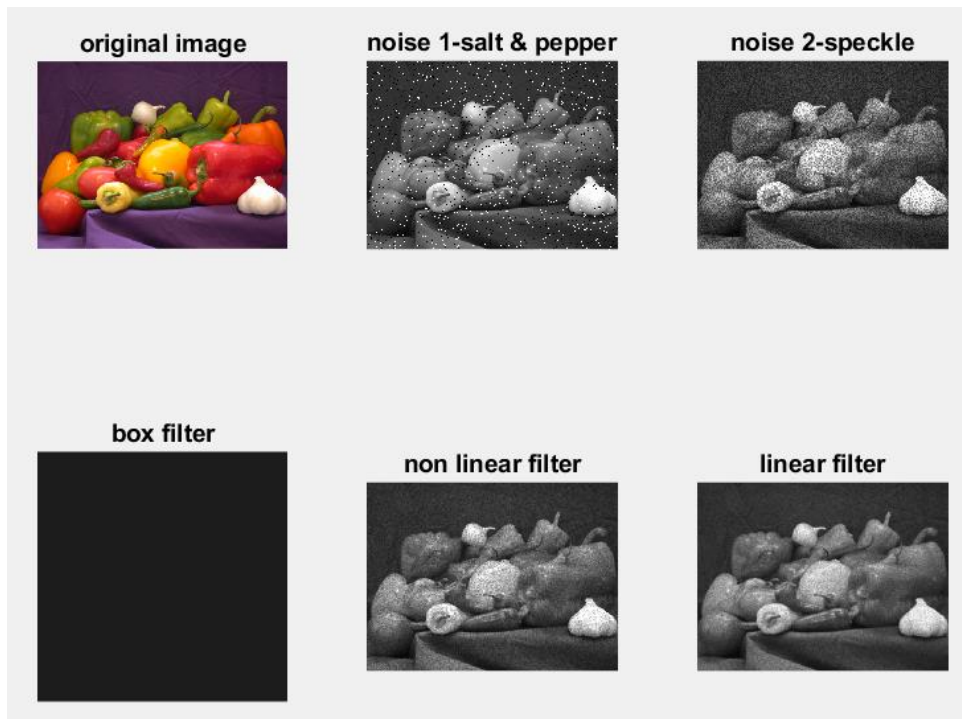 original image
noise 1-salt & pepper
noise 2-speckle
box filter
non linear filter
linear filter